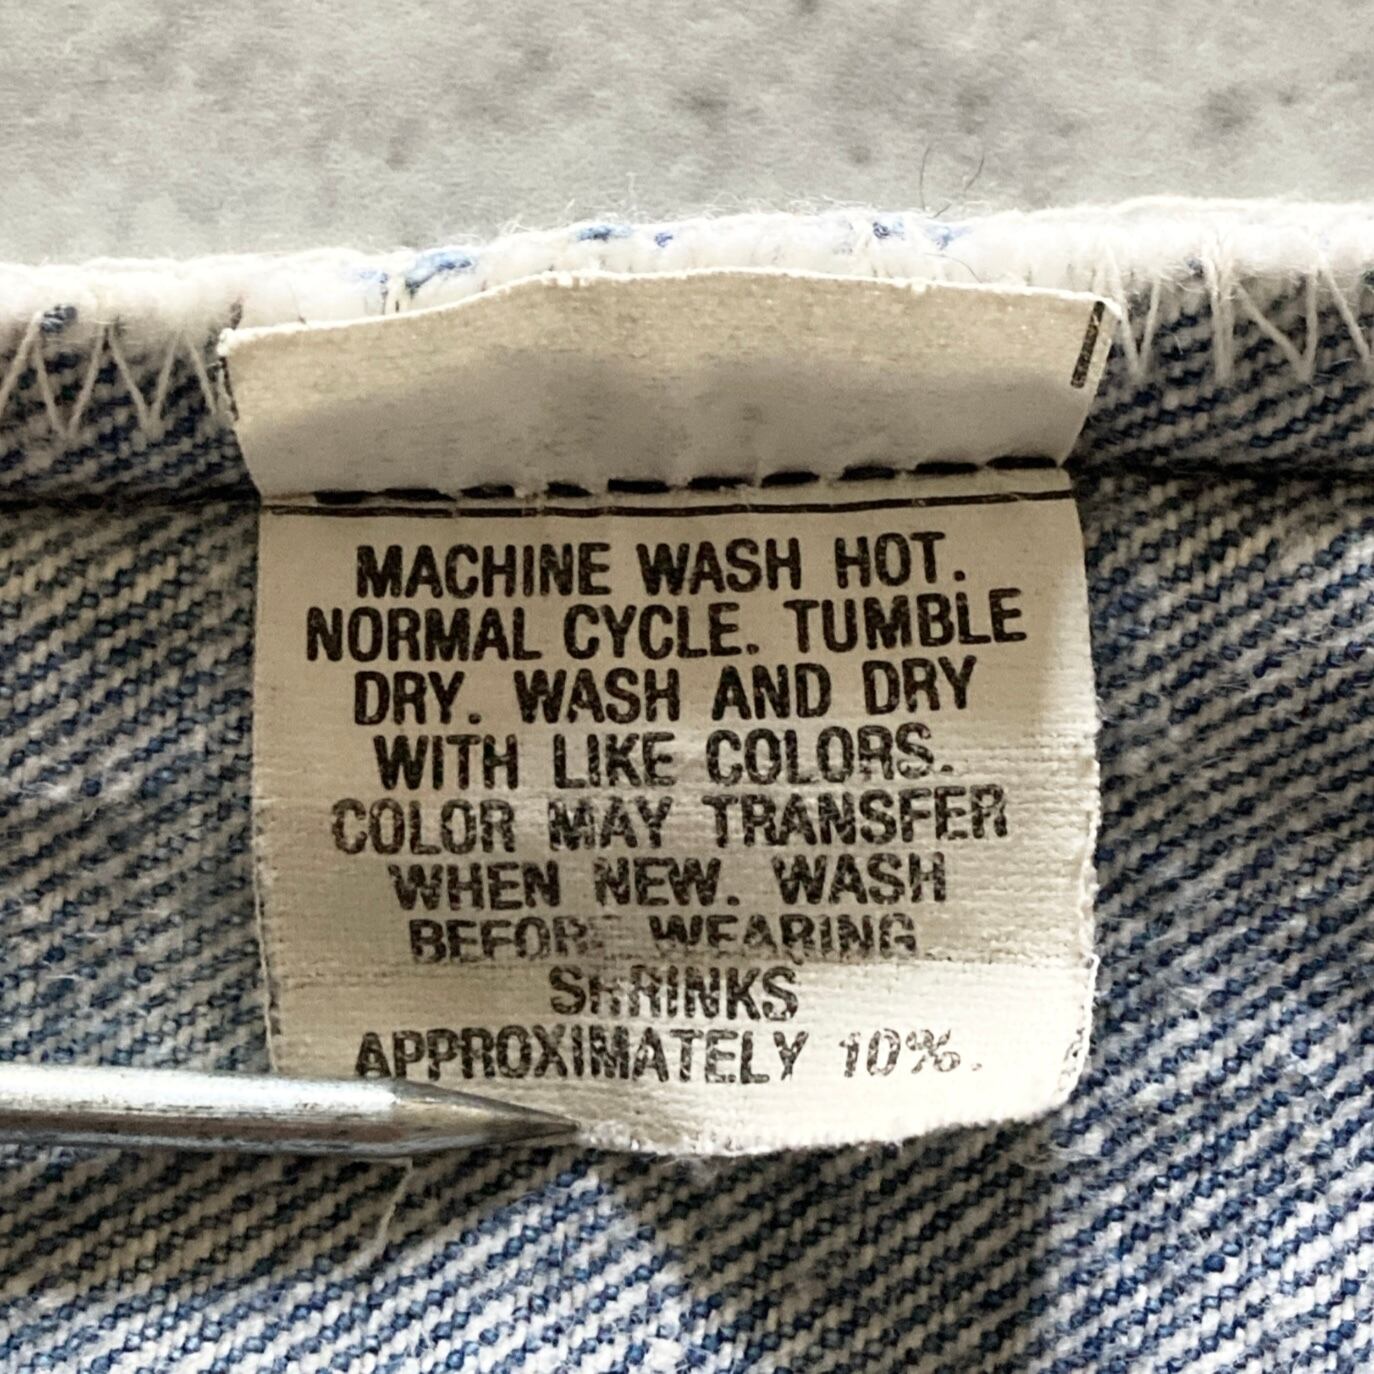 MACHINE WASH HOT.
NORMAL CYCLE. TUMBLE
DRY. WASH AND DRY
WITH LIKE COLORS.
COLOR MAY TRANSFER
WHEN NEW. WASH
BEFORE WEARING
SHRINKS
APPROXIMATELY 10%.